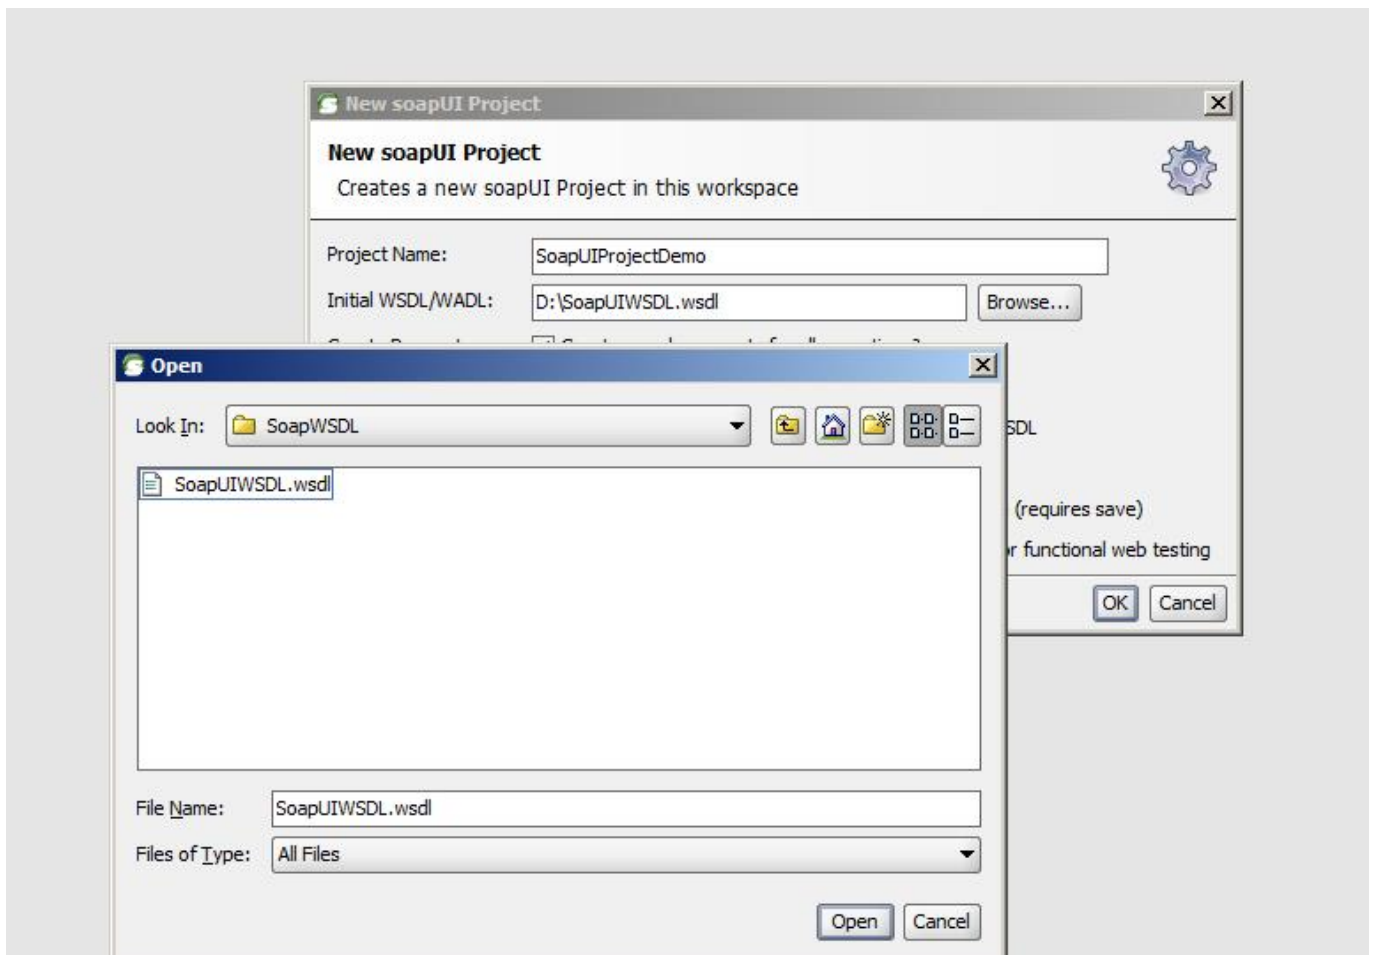 New soapUI Project
New soapUI Project
Creates a new soapUI Project in this workspace
Project Name: SoapUIProjectDemo
Initial WSDL/WADL: D:\SoapUIWSDL.wsdl Browse...
Open
Look In: SoapWSDL
SDL
SoapUIWSDL.wsdl
(requires save)
functional web testing
OK Cancel
File Name: SoapUIWSDL.wsdl
Files of Type: All Files
Open Cancel